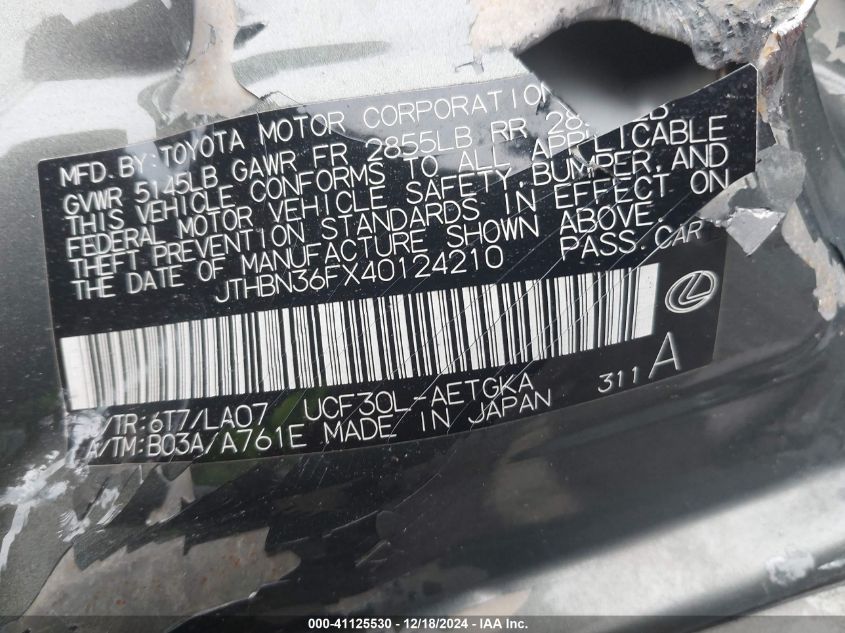 MFD. BY: TOYOTA MOTOR CORPORATION
GVWR 5145LB GAWR FR 2855LB RR
THIS VEHICLE CONFORMS TO ALL APPLICABLE
FEDERAL MOTOR VEHICLE SAFETY, BUMPER, AND
THEFT PREVENTION STANDARDS IN EFFECT ON
THE DATE OF MANUFACTURE SHOWN ABOVE.
JTHBN36FX40124210 PASS. CAR
/TR: 6T7/LA07 UCF30L-AETGKA 311 A
A/TM: B03A/A761E MADE IN JAPAN
000-41125530 - 12/18/2024 - IAA Inc.